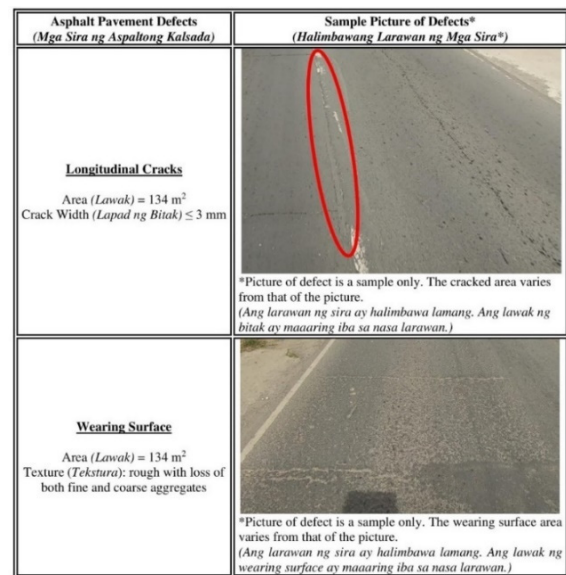 Asphalt Pavement Defects
(Mga Sira ng Aspaltong Kalsada)
Sample Picture of Defects*
(Halimbawang Larawan ng Mga Sira*)
Longitudinal Cracks
Area (Lawak) = 134 m²
Crack Width (Lapad ng Bitak) ≤ 3 mm
*Picture of defect is a sample only. The cracked area varies
from that of the picture.
(Ang larawan ng sira ay halimbawa lamang. Ang lawak ng
bitak ay maaaring iba sa nasa larawan.)
Wearing Surface
Area (Lawak) = 134 m²
Texture (Tekstura): rough with loss of
both fine and coarse aggregates
*Picture of defect is a sample only. The wearing surface area
varies from that of the picture.
(Ang larawan ng sira ay halimbawa lamang. Ang lawak ng
wearing surface ay maaaring iba sa nasa larawan.)